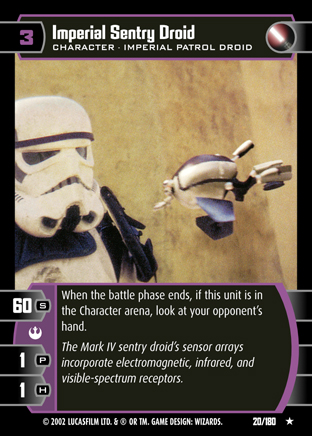 3
Imperial Sentry Droid
CHARACTER · IMPERIAL PATROL DROID
60 S
When the battle phase ends, if this unit is in
the Character arena, look at your opponent's
hand.
1 P
The Mark IV sentry droid's sensor arrays
incorporate electromagnetic, infrared, and
visible-spectrum receptors.
1 H
© 2002 LUCASFILM LTD. & ® OR TM. GAME DESIGN: WIZARDS. 20/180 ★